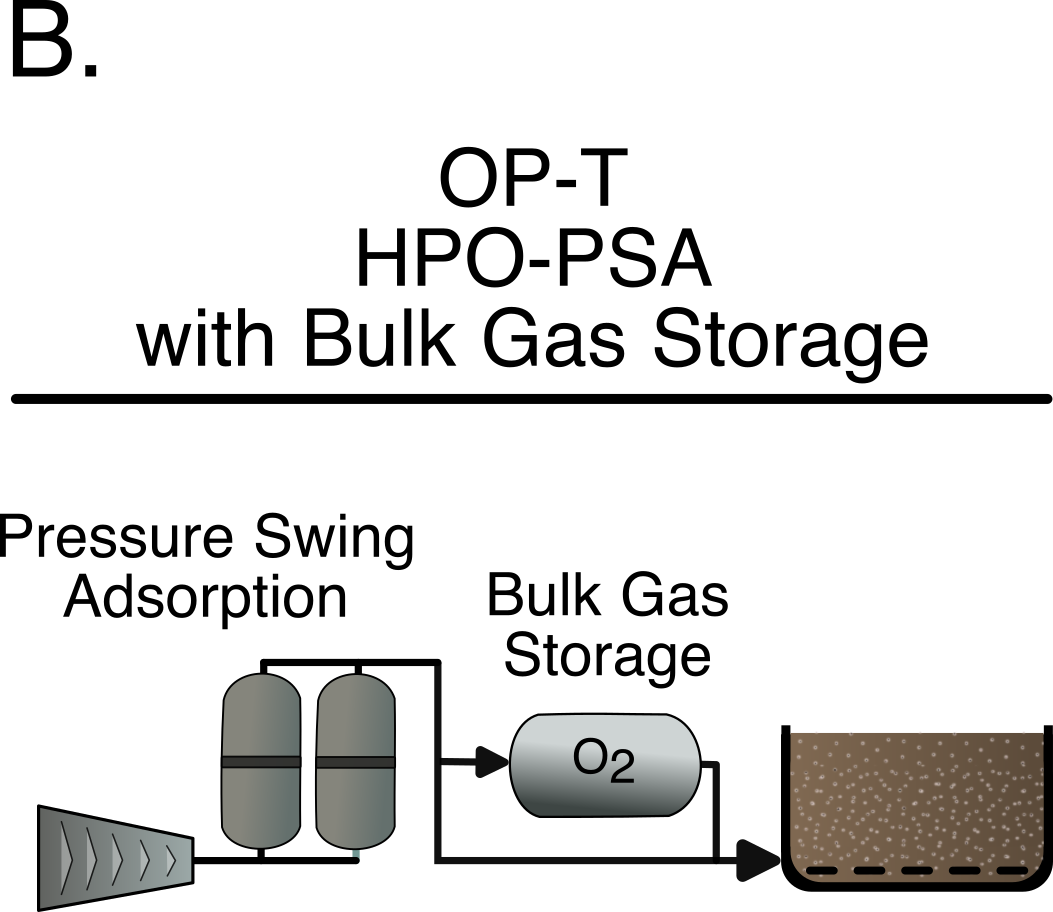 B.
OP-T
HPO-PSA
with Bulk Gas Storage
Pressure Swing
Adsorption
Bulk Gas
Storage
O2